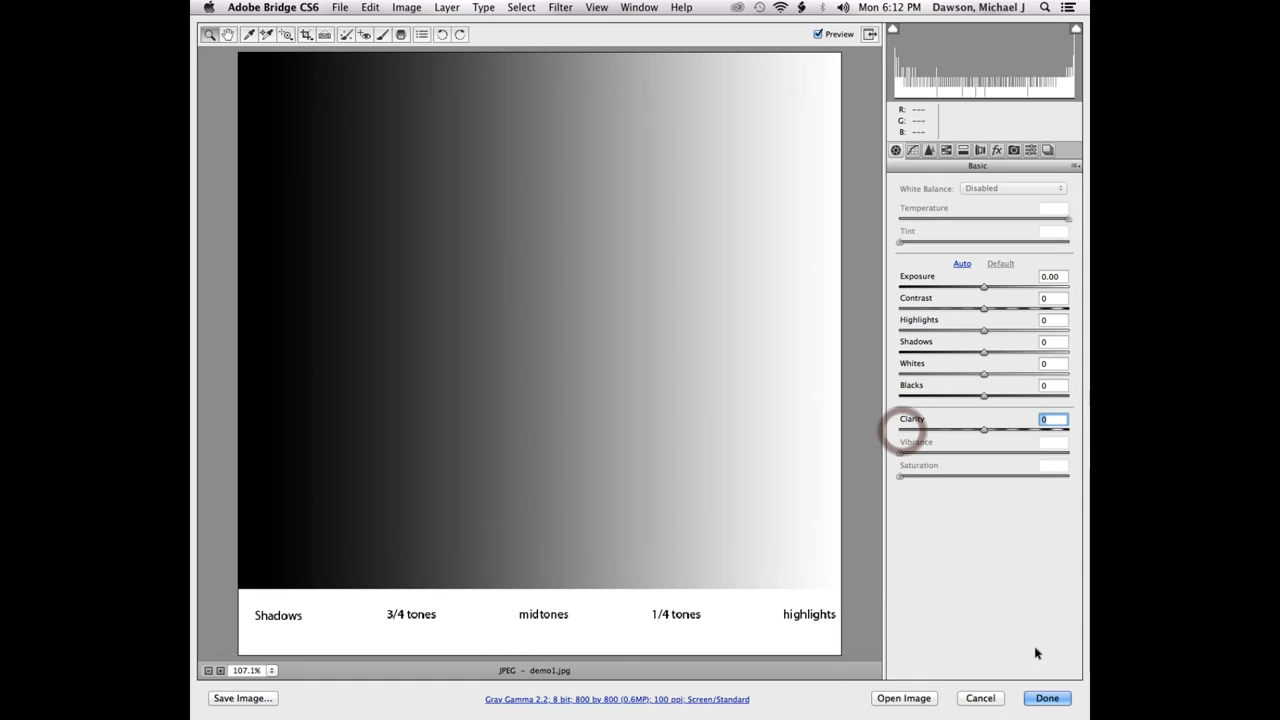 Adobe Bridge CS6 File Edit Image Layer Type Select Filter View Window Help Mon 6:12 PM Dawson, Michael J
Preview
R: ---
G: ---
B: ---
fx
Basic
White Balance: Disabled
Temperature
Tint
Auto Default
Exposure 0.00
Contrast 0
Highlights 0
Shadows 0
Whites 0
Blacks 0
Clarity 0
Vibrance
Saturation
Shadows 3/4 tones midtones 1/4 tones highlights
107.1% JPEG - demo1.jpg
Save Image... Gray Gamma 2.2; 8 bit; 800 by 800 (0.6MP); 100 ppi; Screen/Standard Open Image Cancel Done